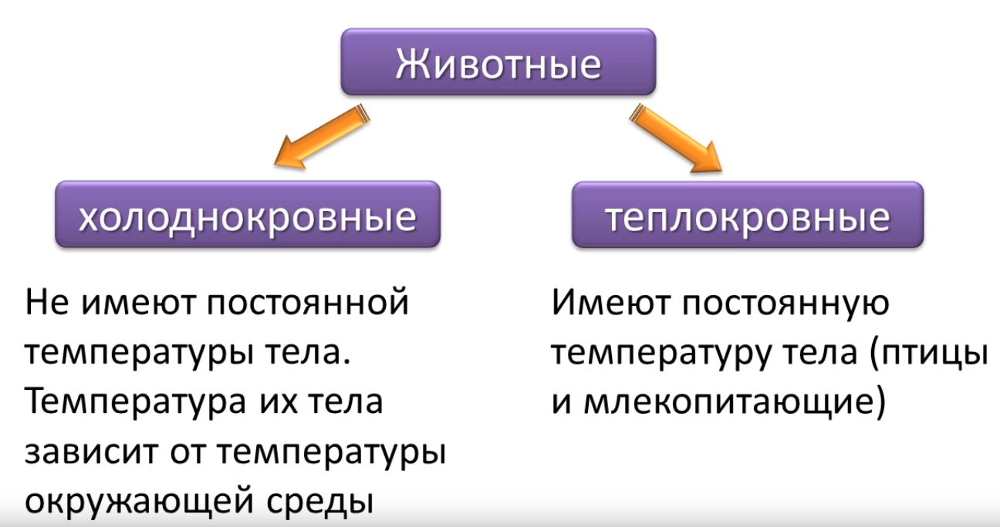 Животные
холоднокровные
теплокровные
Не имеют постоянной
температуры тела.
Температура их тела
зависит от температуры
окружающей среды
Имеют постоянную
температуру тела (птицы
и млекопитающие)